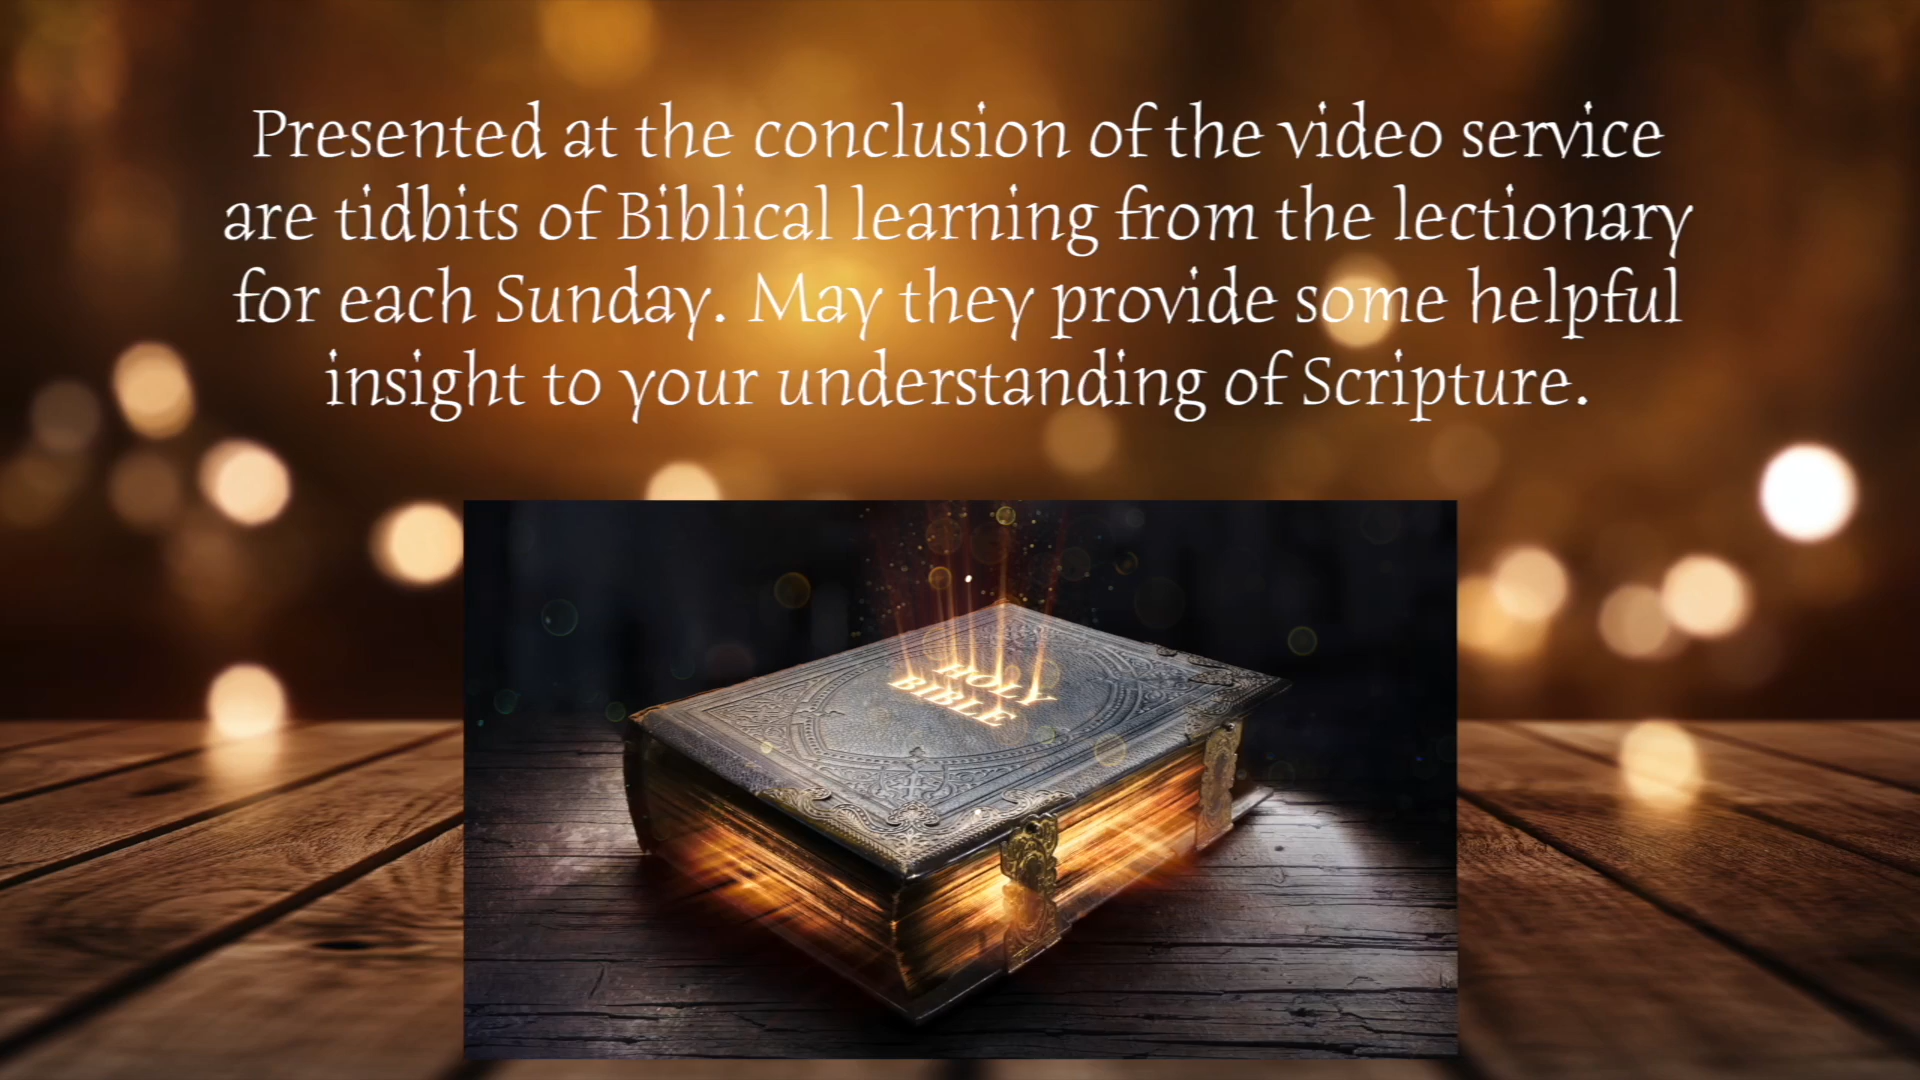 Presented at the conclusion of the video service
are tidbits of Biblical learning from the lectionary
for each Sunday. May they provide some helpful
insight to your understanding of Scripture.
HOLY
BIBLE